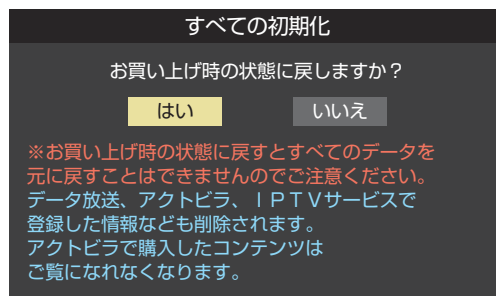 すべての初期化
お買い上げ時の状態に戻しますか？
はい いいえ
※お買い上げ時の状態に戻すとすべてのデータを
元に戻すことはできませんのでご注意ください。
データ放送、アクトビラ、ＩＰＴＶサービスで
登録した情報なども削除されます。
アクトビラで購入したコンテンツは
ご覧になれなくなります。